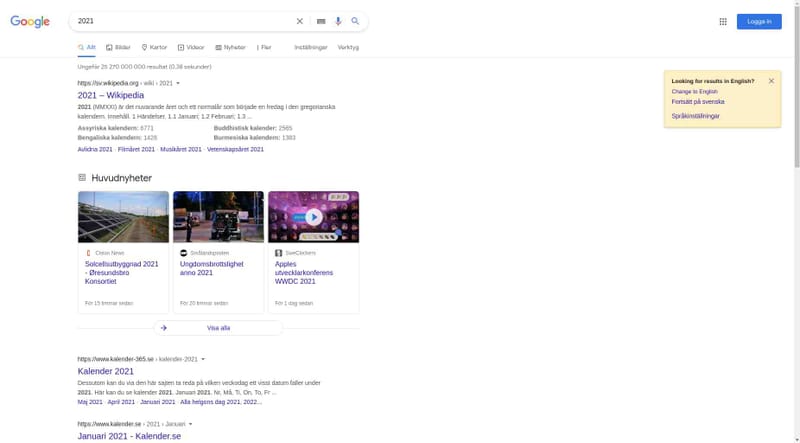 Google
2021
Logga in
Allt Bilder Kartor Videor Nyheter Fler Inställningar Verktyg
Ungefär 25 270 000 000 resultat (0,38 sekunder)
https://sv.wikipedia.org › wiki › 2021
2021 – Wikipedia
2021 (MMXXI) är det nuvarande året och ett normalår som började en fredag i den gregorianska
kalendern. Innehåll. 1 Händelser. 1.1 Januari; 1.2 Februari; 1.3 ...
Assyriska kalendern: 6771 Buddhistisk kalender: 2565
Bengaliska kalendern: 1428 Burmesiska kalendern: 1383
Avlidna 2021 · Filmåret 2021 · Musikåret 2021 · Vetenskapsåret 2021
Looking for results in English?
Change to English
Fortsätt på svenska
Språkinställningar
Huvudnyheter
Cision News
Solcellsutbyggnad 2021
- Øresundsbro
Konsortiet
För 15 timmar sedan
Smålandsposten
Ungdomsbrottslighet
anno 2021
För 20 timmar sedan
SweClockers
Apples
utvecklarkonferens
WWDC 2021
För 1 dag sedan
Visa alla
https://www.kalender-365.se › kalender-2021
Kalender 2021
Dessutom kan du via den här sajten ta reda på vilken veckodag ett visst datum faller under
2021. Här kan du se kalender 2021. Januari 2021. Nr, Må, Ti, On, To, Fr ...
Maj 2021 · April 2021 · Januari 2021 · Alla helgons dag 2021, 2022...
https://www.kalender.se › 2021 › Januari
Januari 2021 - Kalender.se